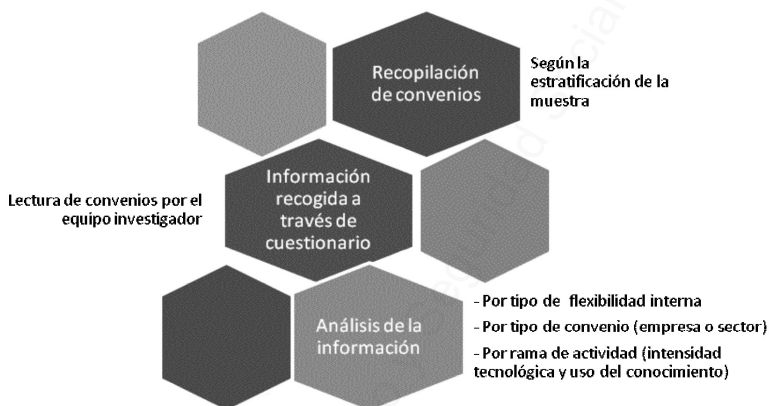 Recopilación
de convenios
Según la
estratificación de la
muestra
Lectura de convenios por el
equipo investigador
Información
recogida a
través de
cuestionario
Análisis de la
información
- Por tipo de flexibilidad interna
- Por tipo de convenio (empresa o sector)
- Por rama de actividad (intensidad
tecnológica y uso del conocimiento)